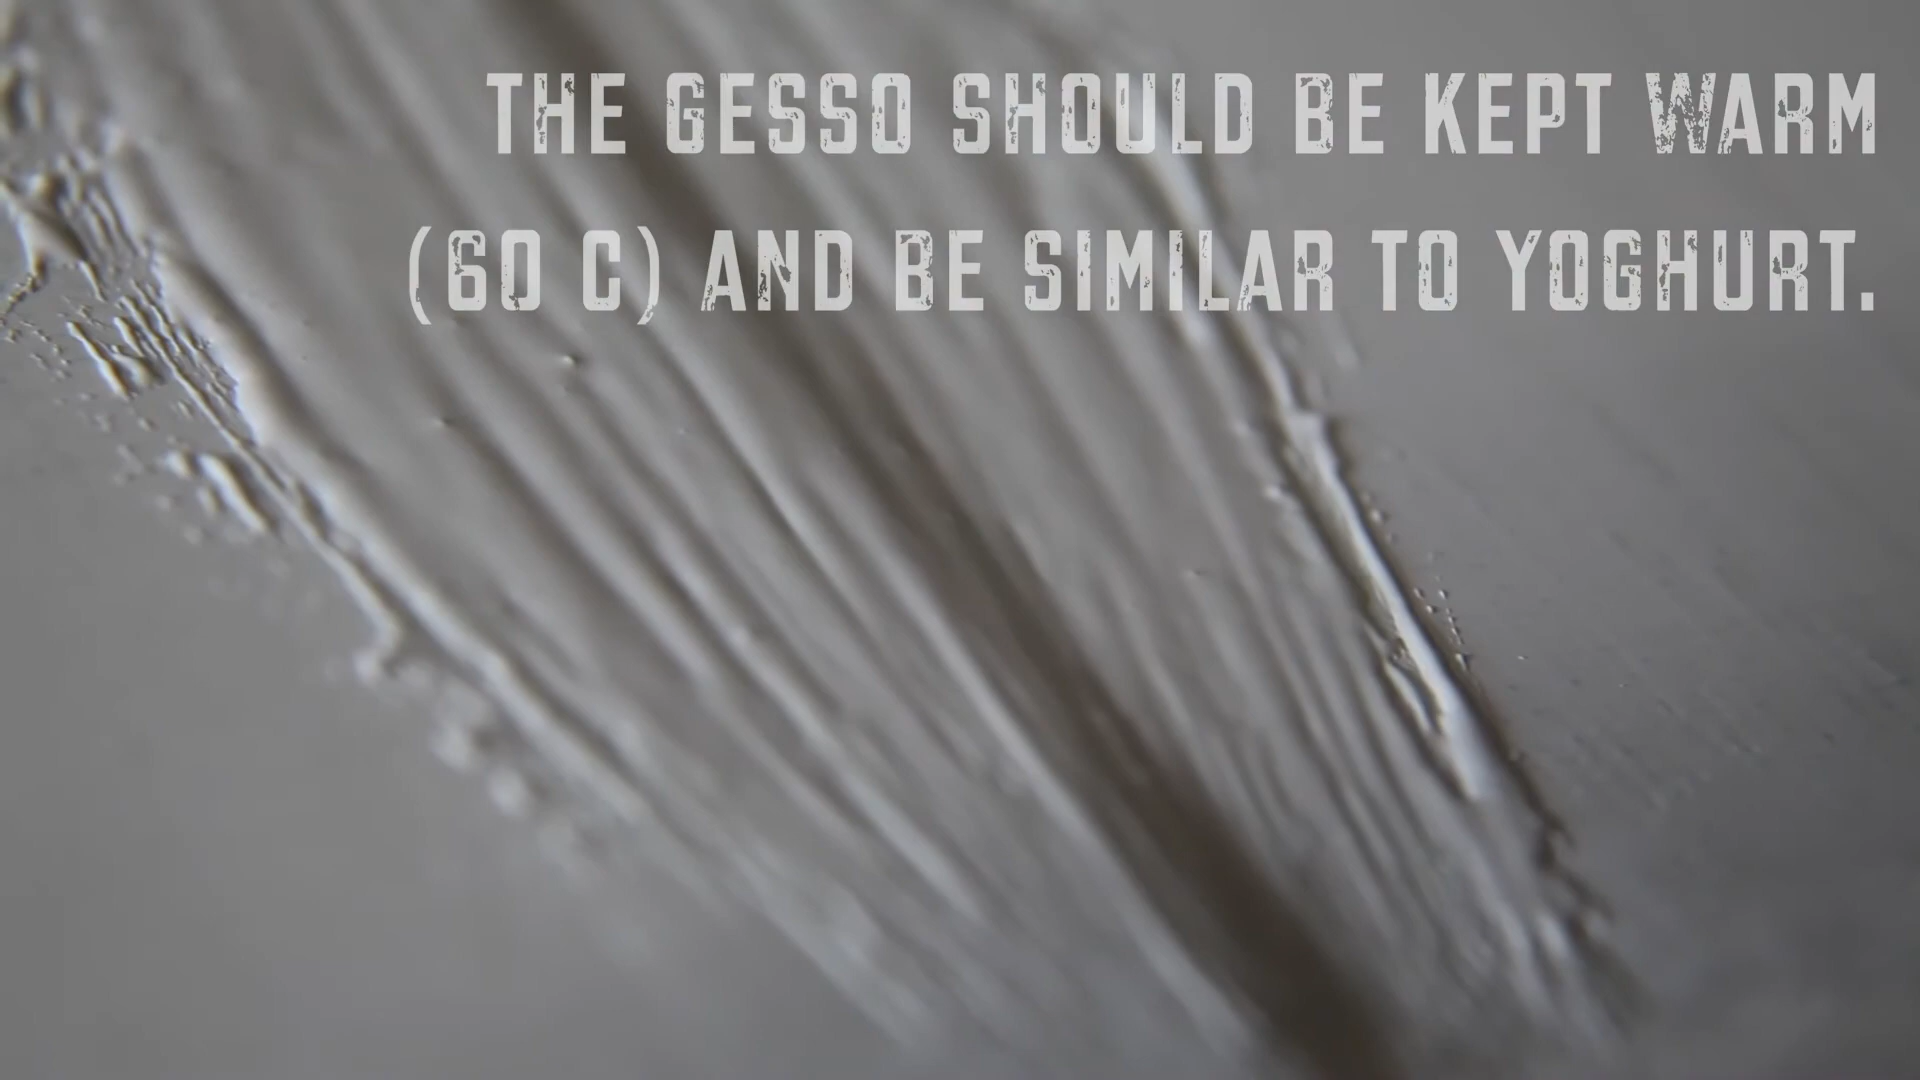 THE GESSO SHOULD BE KEPT WARM
(60 C) AND BE SIMILAR TO YOGHURT.